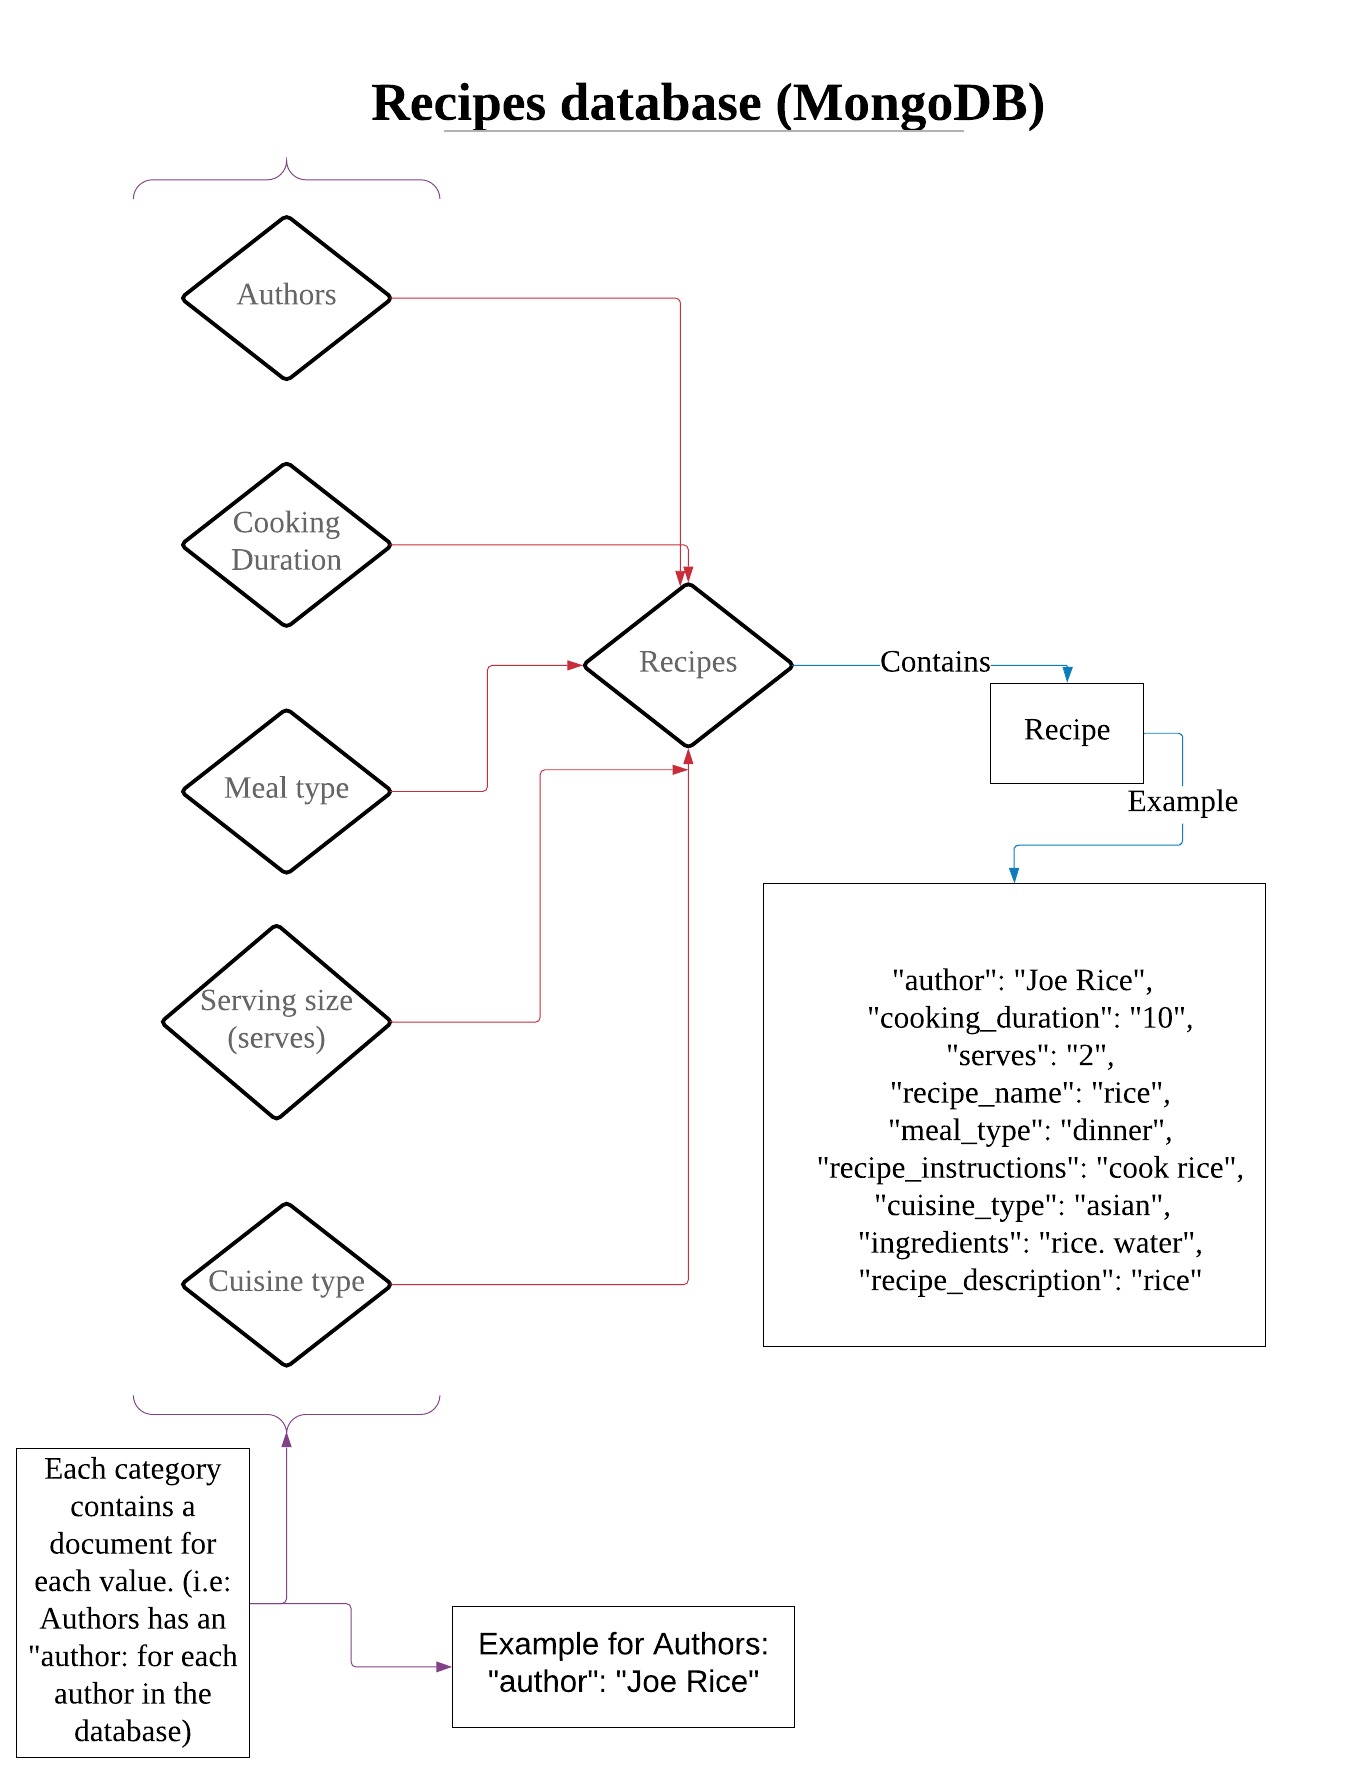 Recipes database (MongoDB)
Authors
Cooking
Duration
Meal type
Serving size
(serves)
Cuisine type
Recipes
Contains
Recipe
Example
"author": "Joe Rice",
"cooking_duration": "10",
"serves": "2",
"recipe_name": "rice",
"meal_type": "dinner",
"recipe_instructions": "cook rice",
"cuisine_type": "asian",
"ingredients": "rice. water",
"recipe_description": "rice"
Each category
contains a
document for
each value. (i.e:
Authors has an
"author: for each
author in the
database)
Example for Authors:
"author": "Joe Rice"